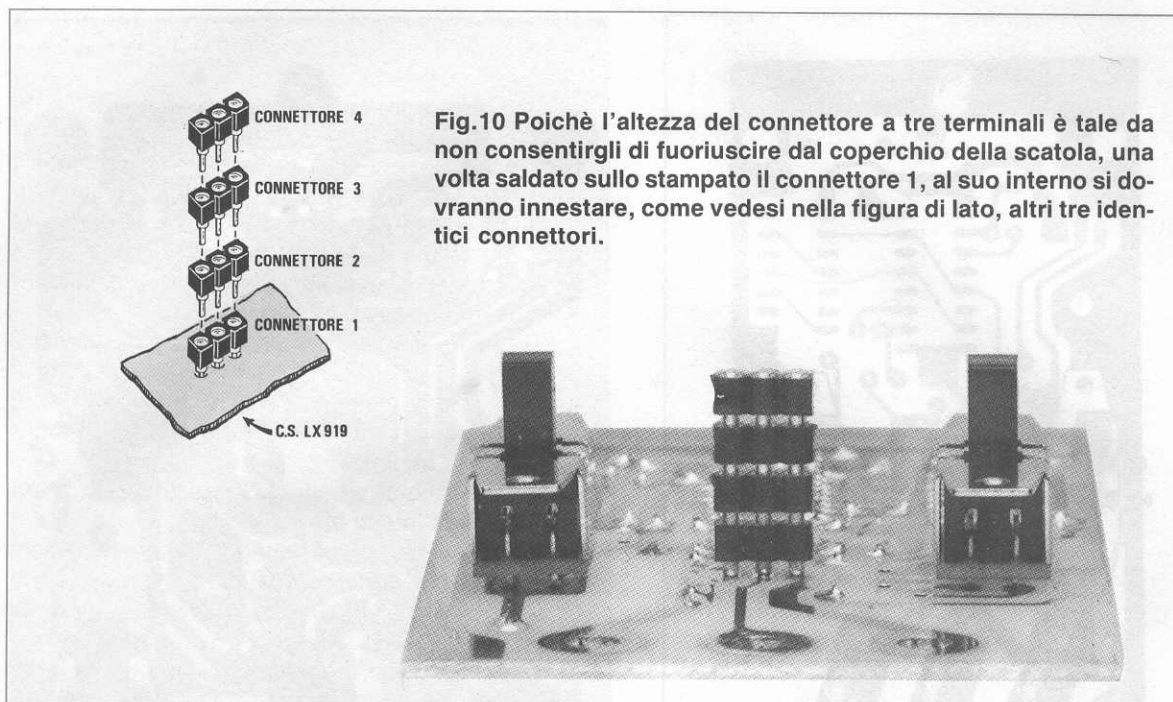 CONNETTORE 4
CONNETTORE 3
CONNETTORE 2
CONNETTORE 1
C.S. LX919
Fig.10 Poichè l'altezza del connettore a tre terminali è tale da
non consentirgli di fuoriuscire dal coperchio della scatola, una
volta saldato sullo stampato il connettore 1, al suo interno si do-
vranno innestare, come vedesi nella figura di lato, altri tre iden-
tici connettori.